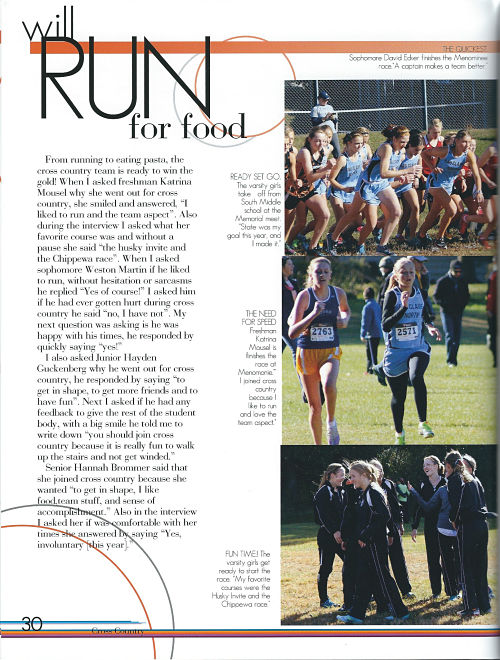 will
RUN
for food
THE QUICKEST
Sophomore David Ecker finishes the Menominee
race."A captain makes a team better."
From running to eating pasta, the
cross country team is ready to win the
gold! When I asked freshman Katrina
Mousel why she went out for cross
country, she smiled and answered, "I
liked to run and the team aspect". Also
during the interview I asked what her
favorite course was and without a
pause she said "the husky invite and
the Chippewa race". When I asked
sophomore Weston Martin if he liked
to run, without hesitation or sarcasms
he replied "Yes of course!" I asked him
if he had ever gotten hurt during cross
country he said "no, I have not". My
next question was asking is he was
happy with his times, he responded by
quickly saying "yes!"
I also asked Junior Hayden
Guckenberg why he went out for cross
country, he responded by saying "to
get in shape, to get more friends and to
have fun". Next I asked if he had any
feedback to give the rest of the student
body, with a big smile he told me to
write down "you should join cross
country because it is really fun to walk
up the stairs and not get winded."
Senior Hannah Brommer said that
she joined cross country because she
wanted "to get in shape, I like
food,team stuff, and sense of
accomplishment." Also in the interview
I asked her if was comfortable with her
times she answered by saying "Yes,
involuntary [this year]."
READY SET GO.
The varsity girls
take off from
South Middle
school at the
Memorial meet.
"State was my
goal this year, and
I made it."
THE NEED
FOR SPEED
Freshman
Katrina
Mousel is
finishes the
race at
Menomonie."
I joined cross
country
because I
like to run
and love the
team aspect."
2763
2571
FUN TIME! The
varsity girls get
ready to start the
race. "My favorite
courses were the
Husky Invite and the
Chippewa race."
30
Cross Country